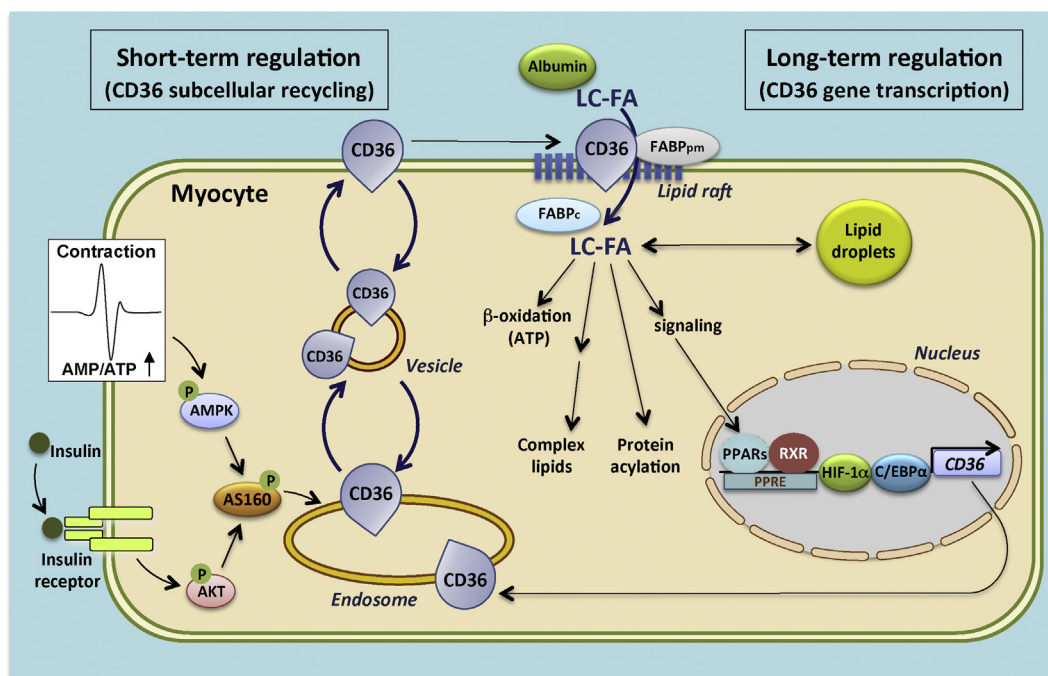 Short-term regulation
(CD36 subcellular recycling)
Albumin
LC-FA
Long-term regulation
(CD36 gene transcription)
CD36
CD36
FABPpm
Lipid raft
Myocyte
FABPc
LC-FA
Lipid
droplets
Contraction
AMP/ATP
CD36
CD36
Vesicle
β-oxidation
(ATP)
signaling
Nucleus
P
AMPK
Insulin
Complex
lipids
Protein
acylation
PPARs
RXR
PPRE
HIF-1α
C/EBPα
CD36
P
AS160
CD36
Insulin
receptor
P
AKT
CD36
Endosome